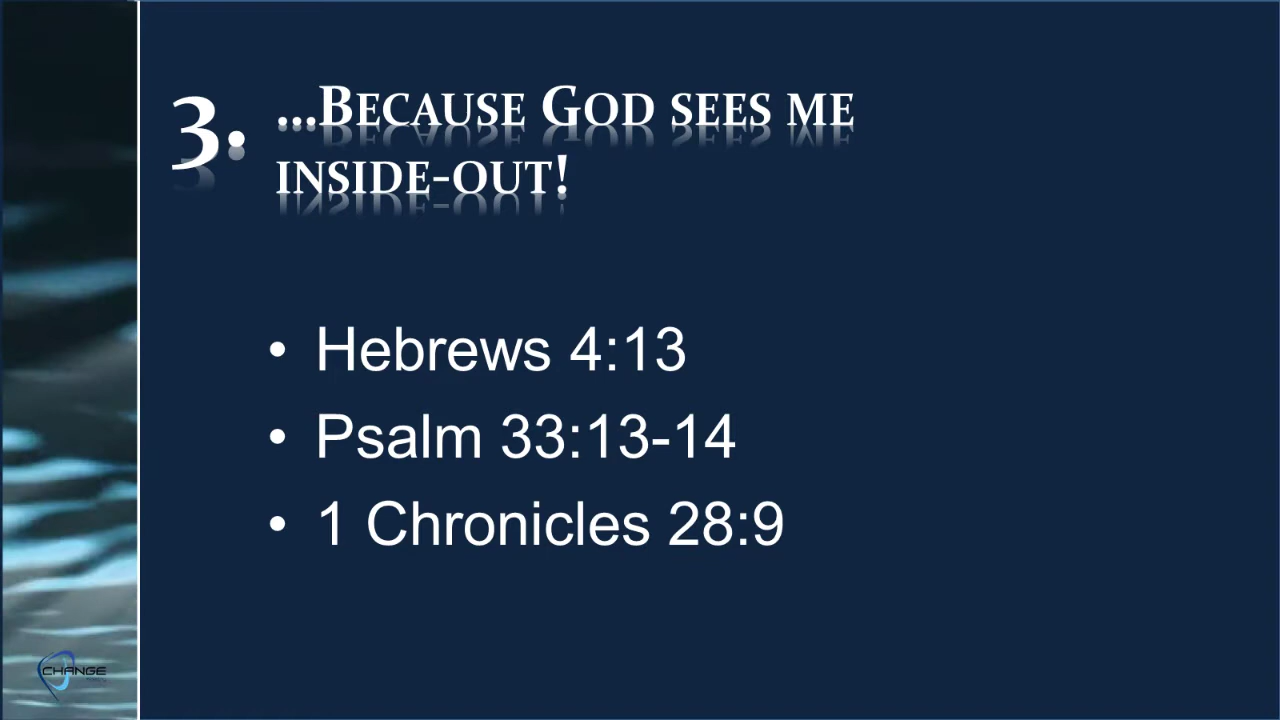 3. ...Because God sees me
inside-out!
• Hebrews 4:13
• Psalm 33:13-14
• 1 Chronicles 28:9
CHANGE